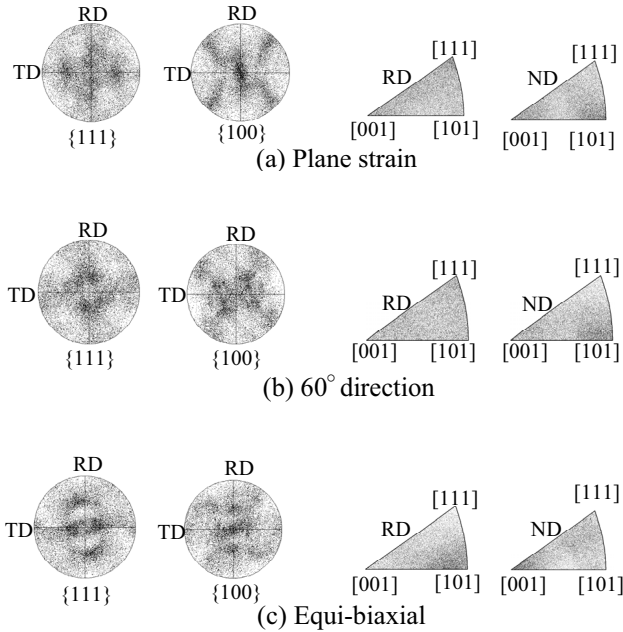 RD RD
TD TD
{111} {100}
RD [111] ND [111]
[001] [101] [001] [101]
(a) Plane strain
RD RD
TD TD
{111} {100}
RD [111] ND [111]
[001] [101] [001] [101]
(b) 60° direction
RD RD
TD TD
{111} {100}
RD [111] ND [111]
[001] [101] [001] [101]
(c) Equi-biaxial